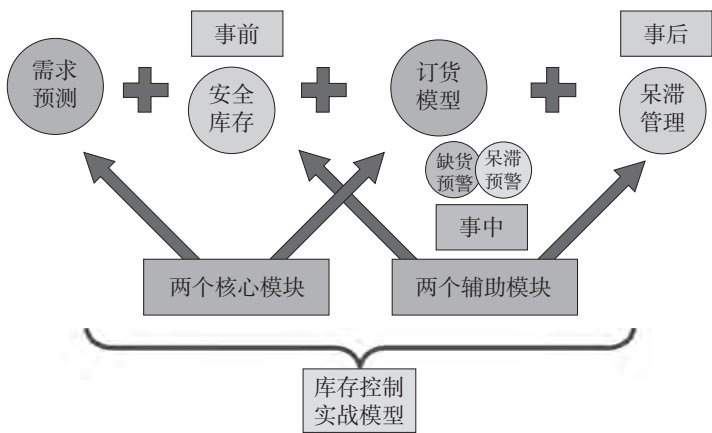 事前
事后
需求
预测
安全
库存
订货
模型
呆滞
管理
缺货
预警
呆滞
预警
事中
两个核心模块
两个辅助模块
库存控制
实战模型